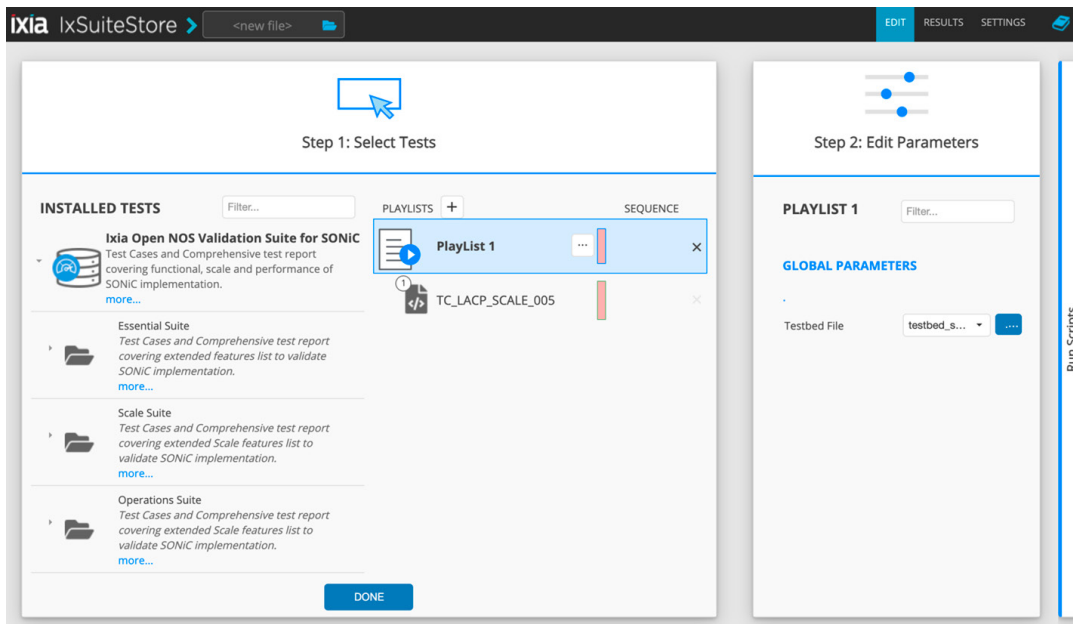 ixia IxSuiteStore <new file> EDIT RESULTS SETTINGS
Step 1: Select Tests
INSTALLED TESTS Filter...
Ixia Open NOS Validation Suite for SONiC
Test Cases and Comprehensive test report
covering functional, scale and performance of
SONiC implementation.
more...
Essential Suite
Test Cases and Comprehensive test report
covering extended features list to validate
SONiC implementation.
more...
Scale Suite
Test Cases and Comprehensive test report
covering extended Scale features list to
validate SONiC implementation.
more...
Operations Suite
Test Cases and Comprehensive test report
covering extended Scale features list to
validate SONiC implementation.
more...
PLAYLISTS + SEQUENCE
PlayList 1 ... ×
1
TC_LACP_SCALE_005 ×
DONE
Step 2: Edit Parameters
PLAYLIST 1 Filter...
GLOBAL PARAMETERS
.
Testbed File testbed_s... ....
Run Scripts